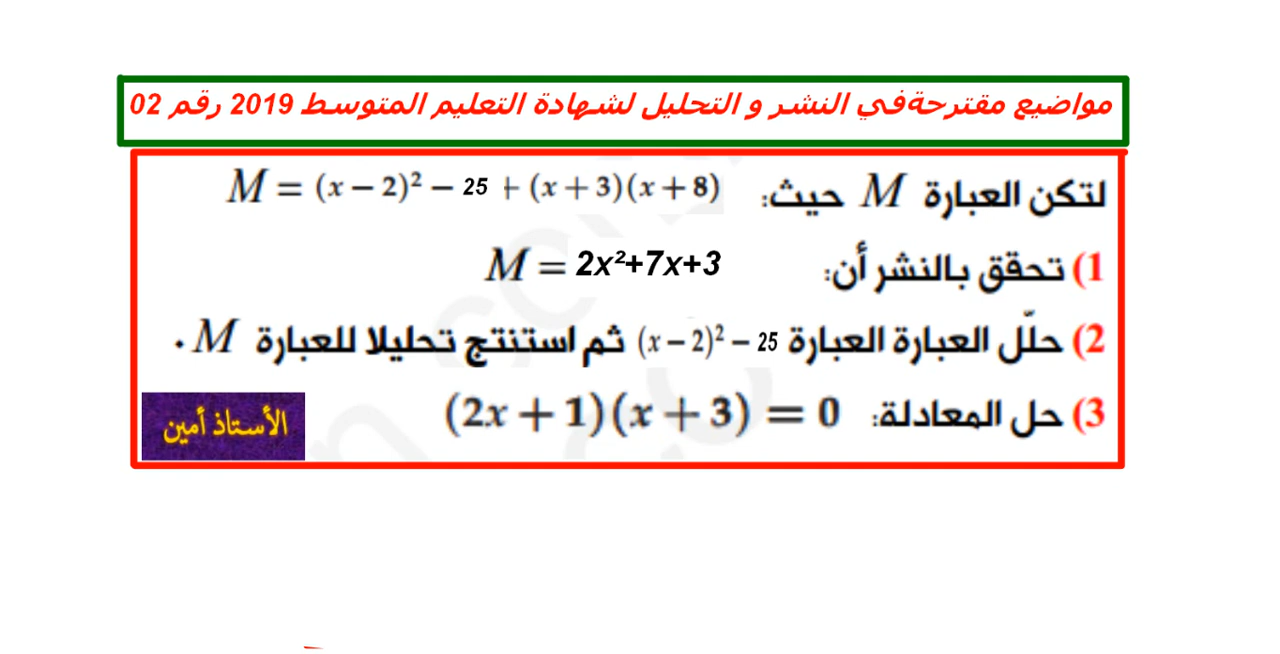 مواضيع مقترحة في النشر و التحليل لشهادة التعليم المتوسط 2019 رقم 02
لتكن العبارة M حيث: M = (x − 2)² − 25 + (x + 3)(x + 8)
1) تحقق بالنشر أن: M = 2x²+7x+3
2) حلّل العبارة العبارة (x − 2)² − 25 ثم استنتج تحليلا للعبارة M .
3) حل المعادلة: (2x + 1)(x + 3) = 0
الأستاذ أمين